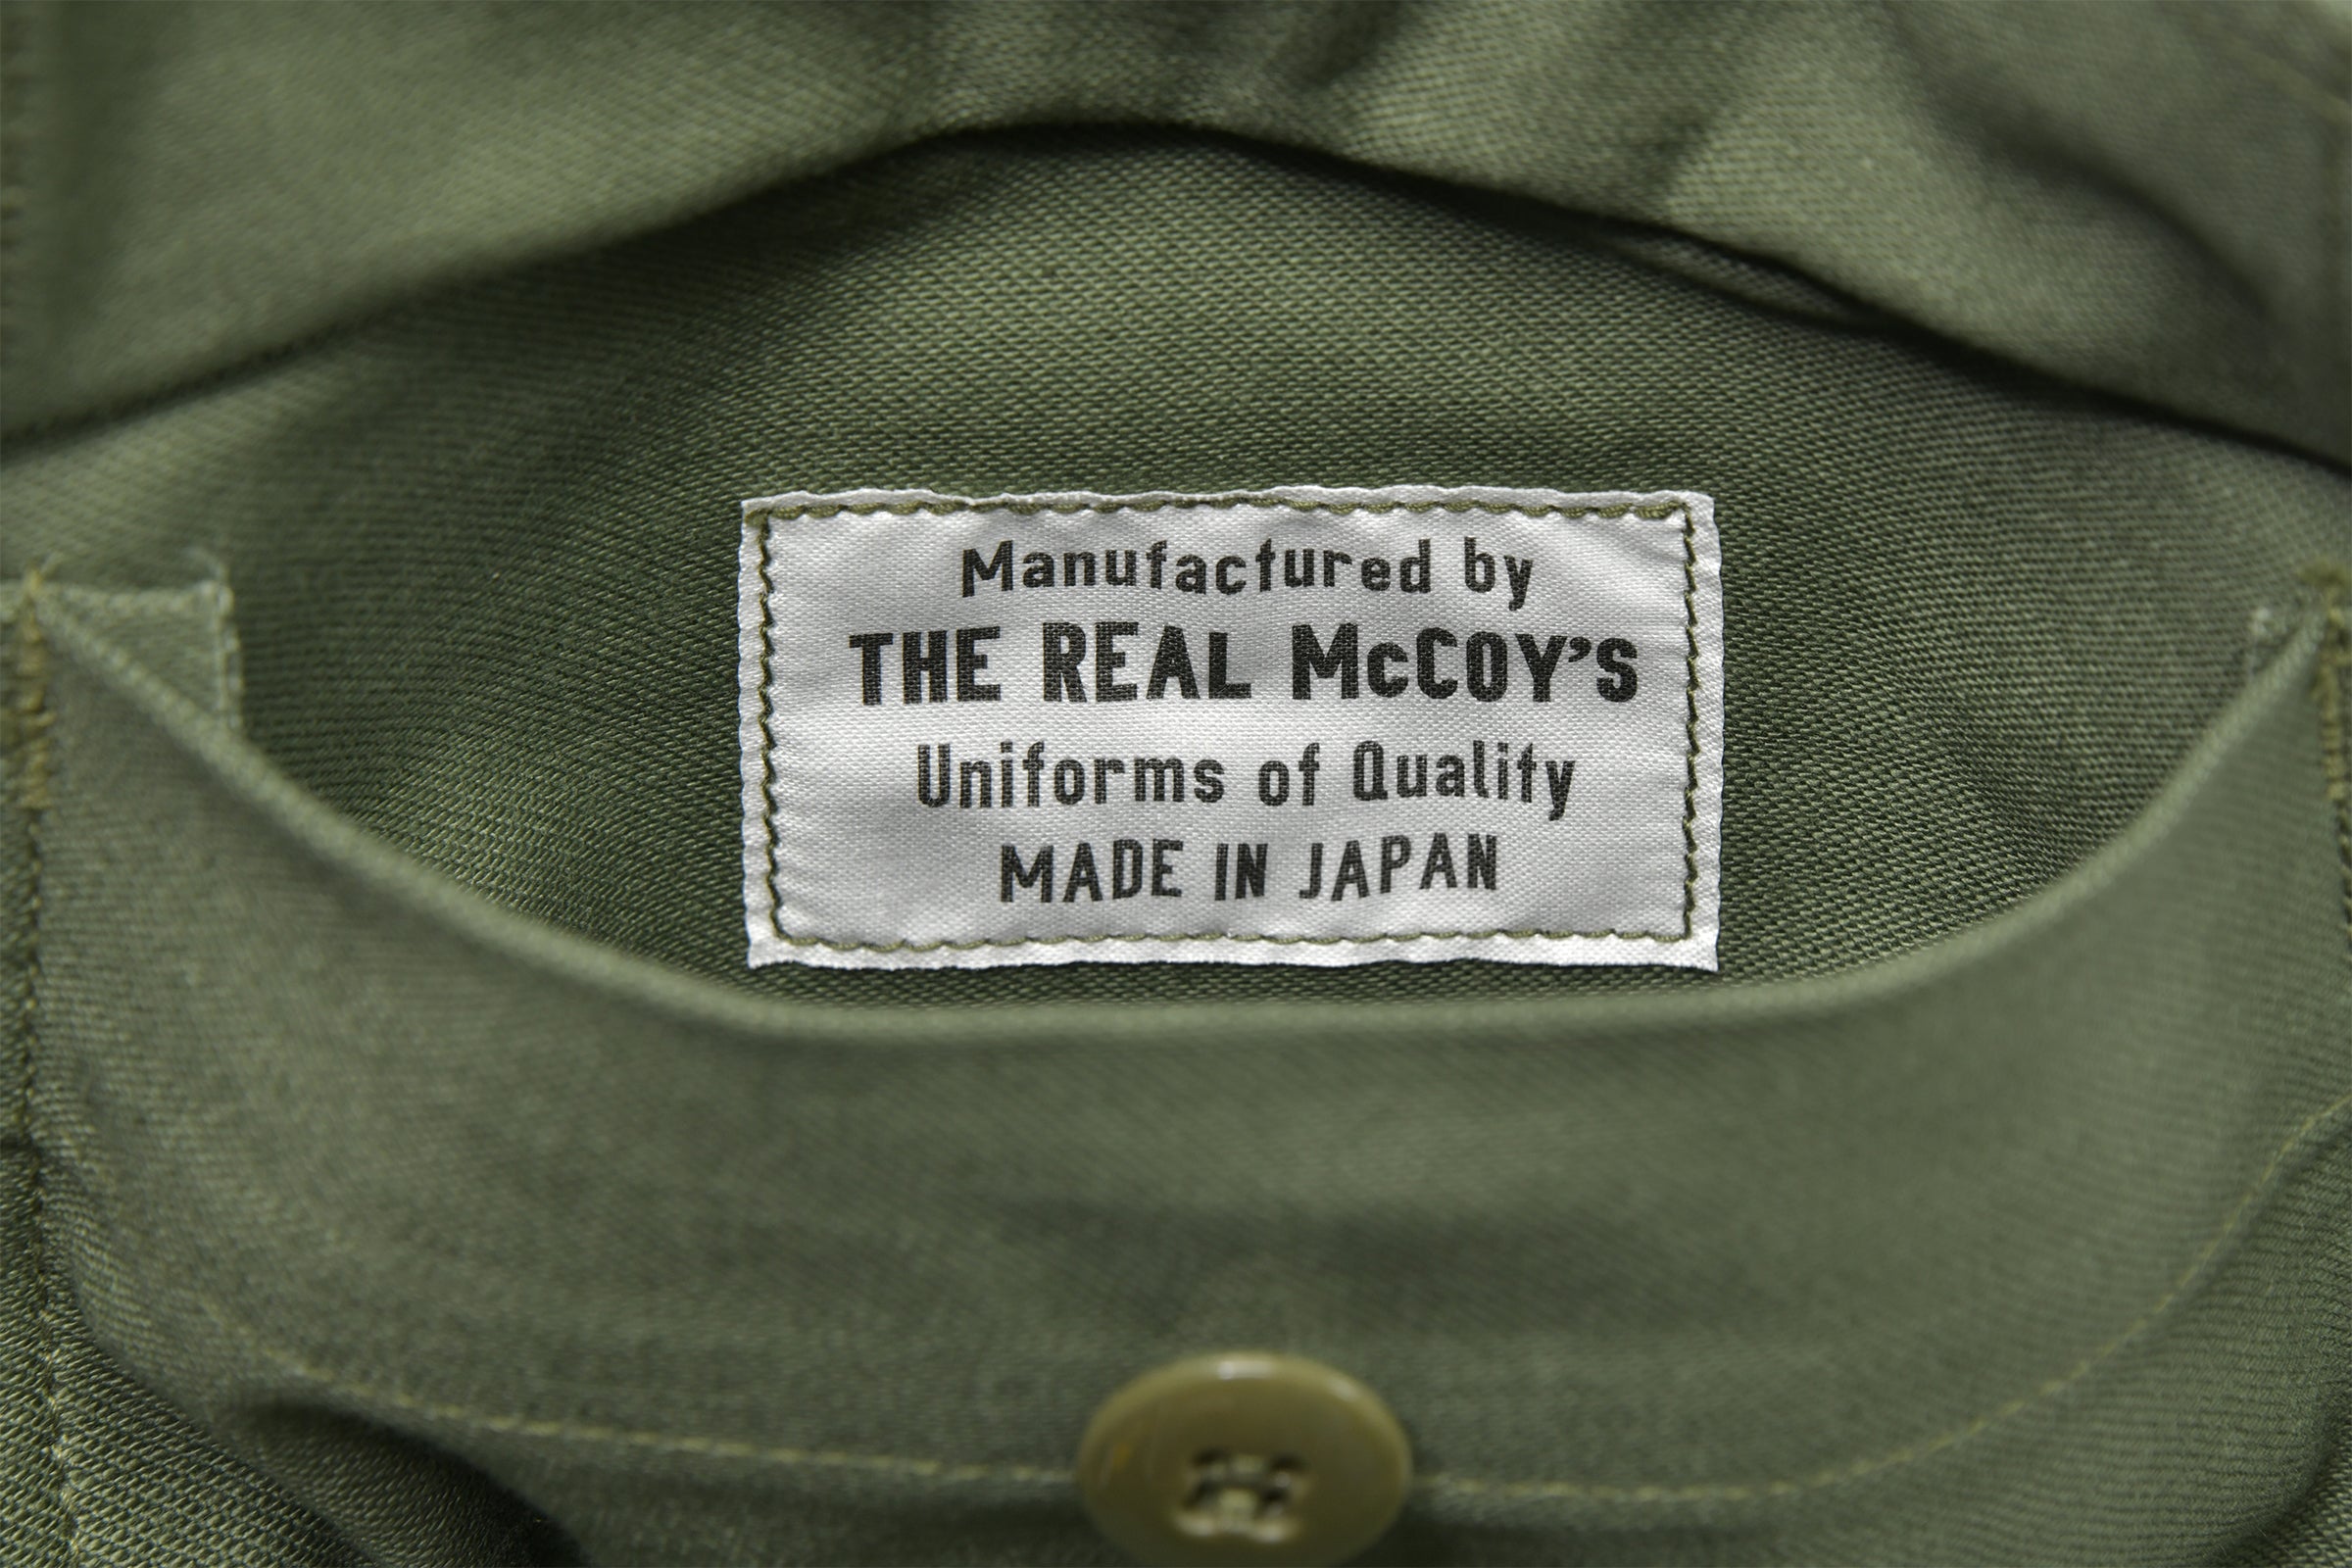 Manufactured by
THE REAL McCOY'S
Uniforms of Quality
MADE IN JAPAN